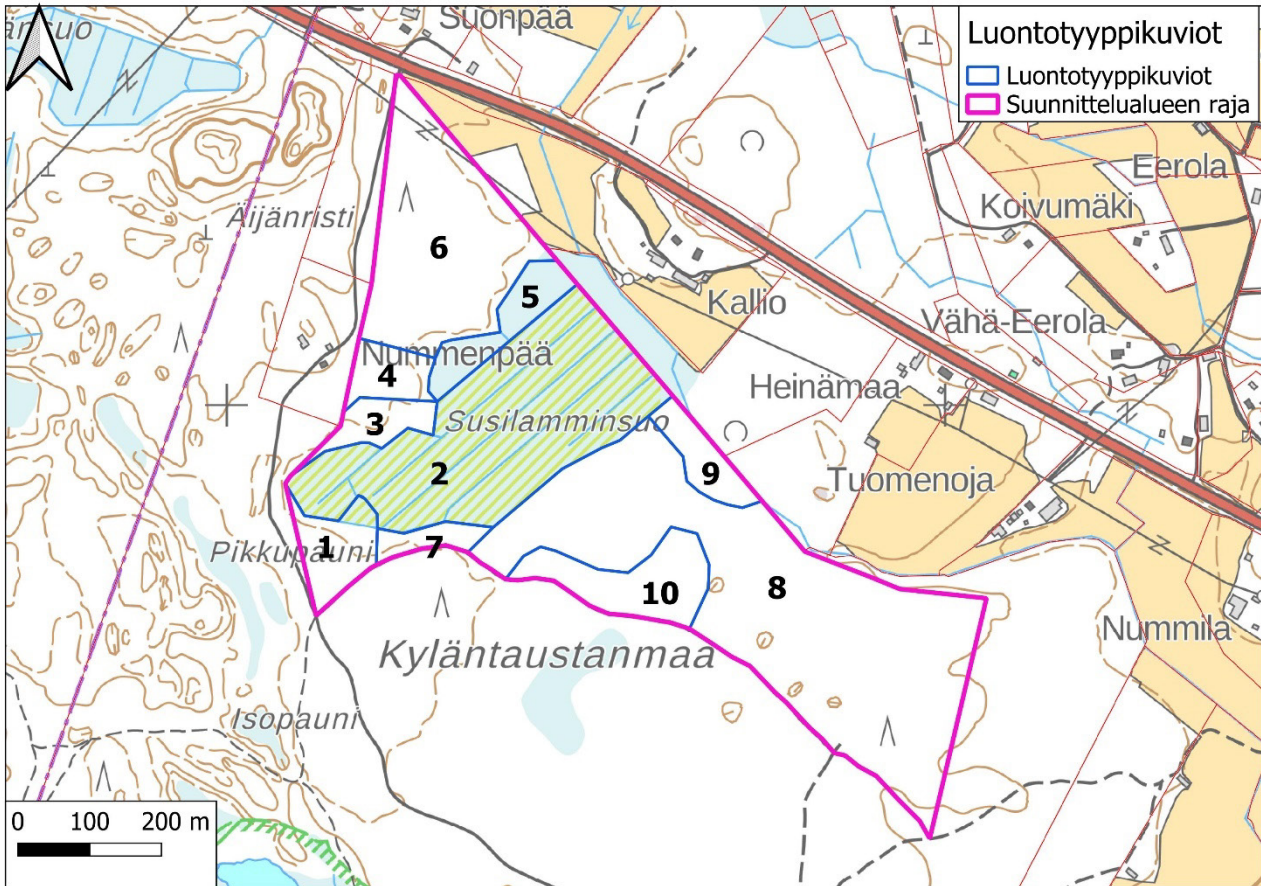 Suonpää
Luontotyyppikuviot
Luontotyyppikuviot
Suunnittelualueen raja
Eerola
Koivumäki
Äijänristi
6
5
Kallio
Vähä-Eerola
Nummenpää
4
Heinämaa
3
Susilamminsuo
2
9
Tuomenoja
Pikkupauni
1
7
10
8
Nummila
Kyläntaustanmaa
Isopauni
0 100 200 m